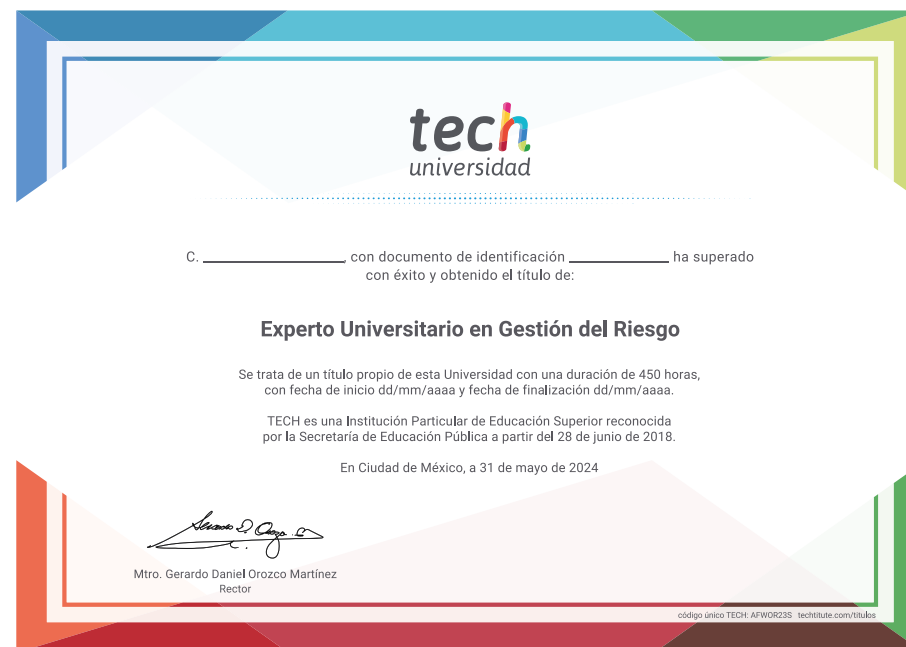 tech
universidad
C. ____________, con documento de identificación ____________ ha superado
con éxito y obtenido el título de:
Experto Universitario en Gestión del Riesgo
Se trata de un título propio de esta Universidad con una duración de 450 horas,
con fecha de inicio dd/mm/aaaa y fecha de finalización dd/mm/aaaa.
TECH es una Institución Particular de Educación Superior reconocida
por la Secretaría de Educación Pública a partir del 28 de junio de 2018.
En Ciudad de México, a 31 de mayo de 2024
Mtro. Gerardo Daniel Orozco Martínez
Rector
código único TECH: AFWOR23S techtitute.com/titulos